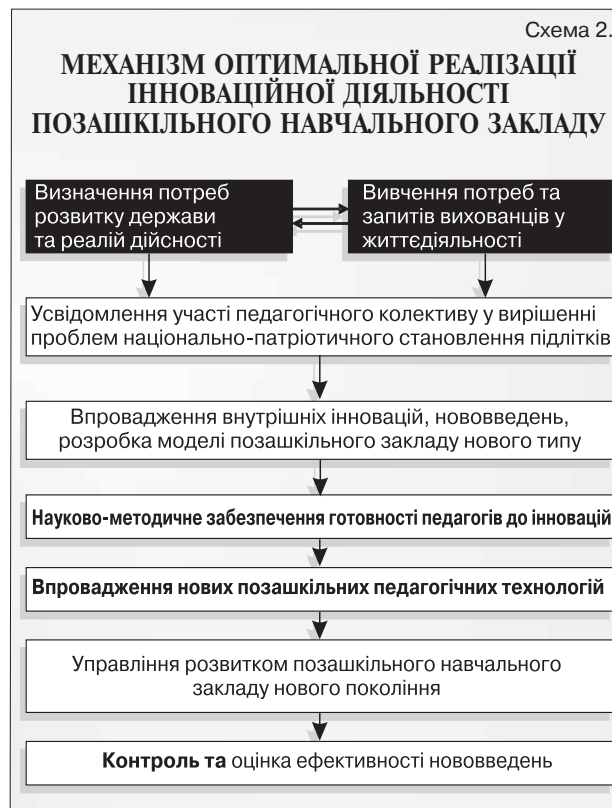 Схема 2.
МЕХАНІЗМ ОПТИМАЛЬНОЇ РЕАЛІЗАЦІЇ
ІННОВАЦІЙНОЇ ДІЯЛЬНОСТІ
ПОЗАШКІЛЬНОГО НАВЧАЛЬНОГО ЗАКЛАДУ
Визначення потреб
розвитку держави
та реалій дійсності
Вивчення потреб та
запитів вихованців у
життєдіяльності
Усвідомлення участі педагогічного колективу у вирішенні
проблем національно-патріотичного становлення підлітків
Впровадження внутрішніх інновацій, нововведень,
розробка моделі позашкільного закладу нового типу
Науково-методичне забезпечення готовності педагогів до інновацій
Впровадження нових позашкільних педагогічних технологій
Управління розвитком позашкільного навчального
закладу нового покоління
Контроль та оцінка ефективності нововведень